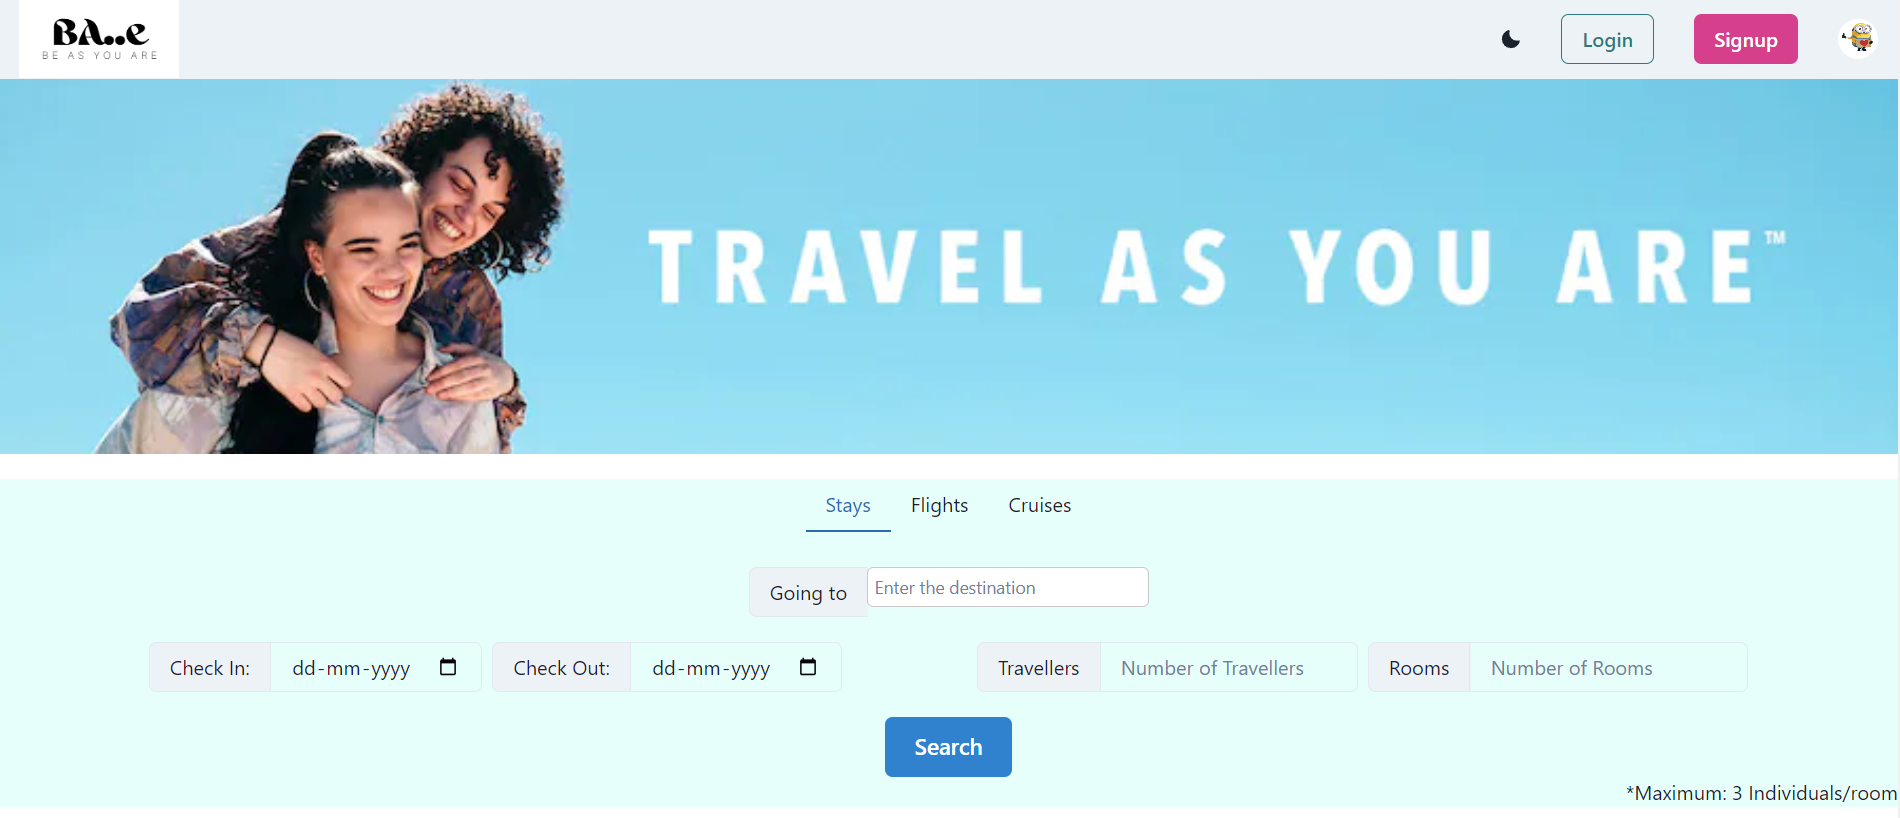 BA..e
BE AS YOU ARE
Login
Signup
TRAVEL AS YOU ARE™
Stays Flights Cruises
Going to Enter the destination
Check In: dd-mm-yyyy Check Out: dd-mm-yyyy Travellers Number of Travellers Rooms Number of Rooms
Search
*Maximum: 3 Individuals/room